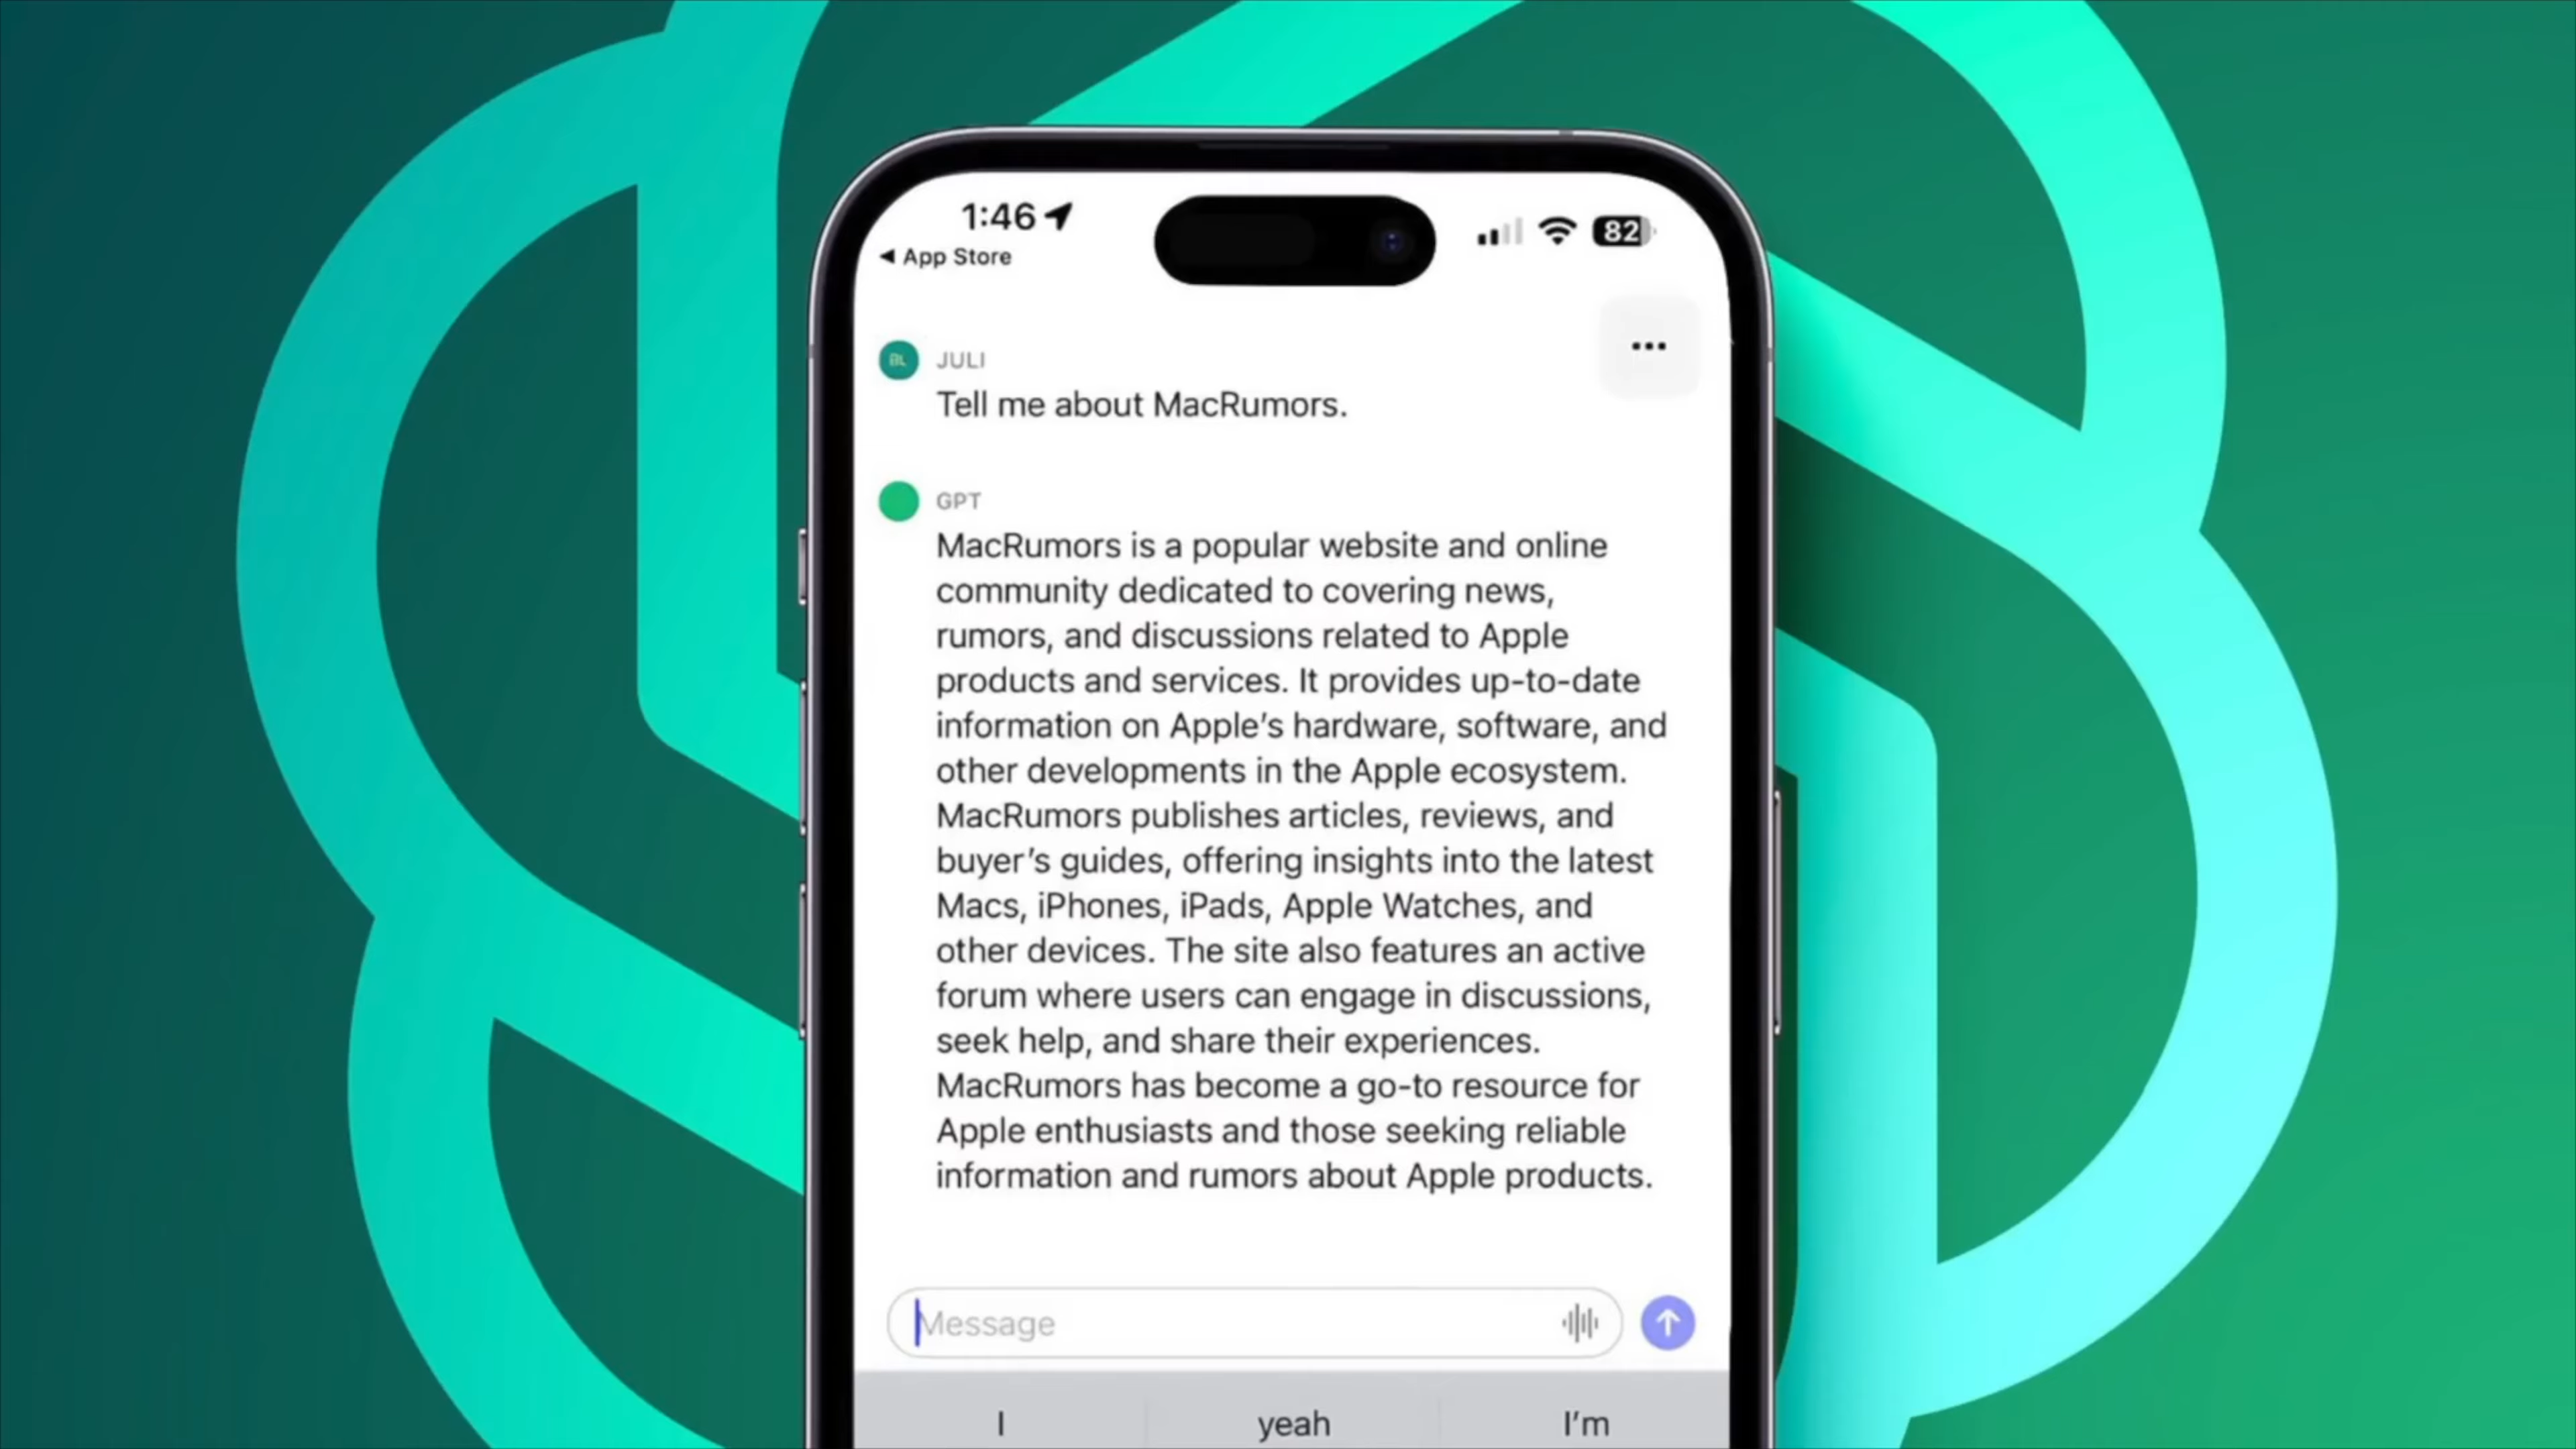 1:46
82
◀ App Store
...
BL
JULI
Tell me about MacRumors.
GPT
MacRumors is a popular website and online
community dedicated to covering news,
rumors, and discussions related to Apple
products and services. It provides up-to-date
information on Apple’s hardware, software, and
other developments in the Apple ecosystem.
MacRumors publishes articles, reviews, and
buyer’s guides, offering insights into the latest
Macs, iPhones, iPads, Apple Watches, and
other devices. The site also features an active
forum where users can engage in discussions,
seek help, and share their experiences.
MacRumors has become a go-to resource for
Apple enthusiasts and those seeking reliable
information and rumors about Apple products.
Message
I yeah I’m